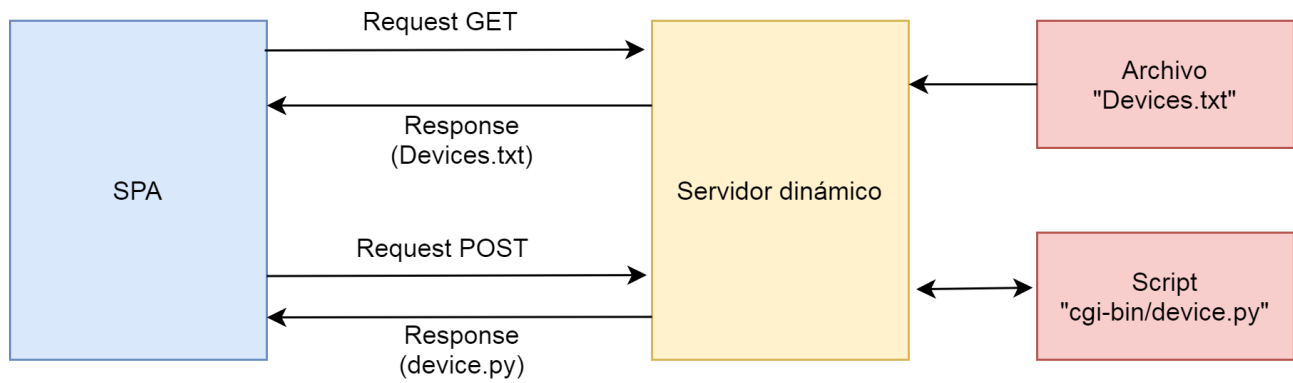 Request GET
Response
(Devices.txt)
SPA
Request POST
Response
(device.py)
Servidor dinámico
Archivo
"Devices.txt"
Script
"cgi-bin/device.py"